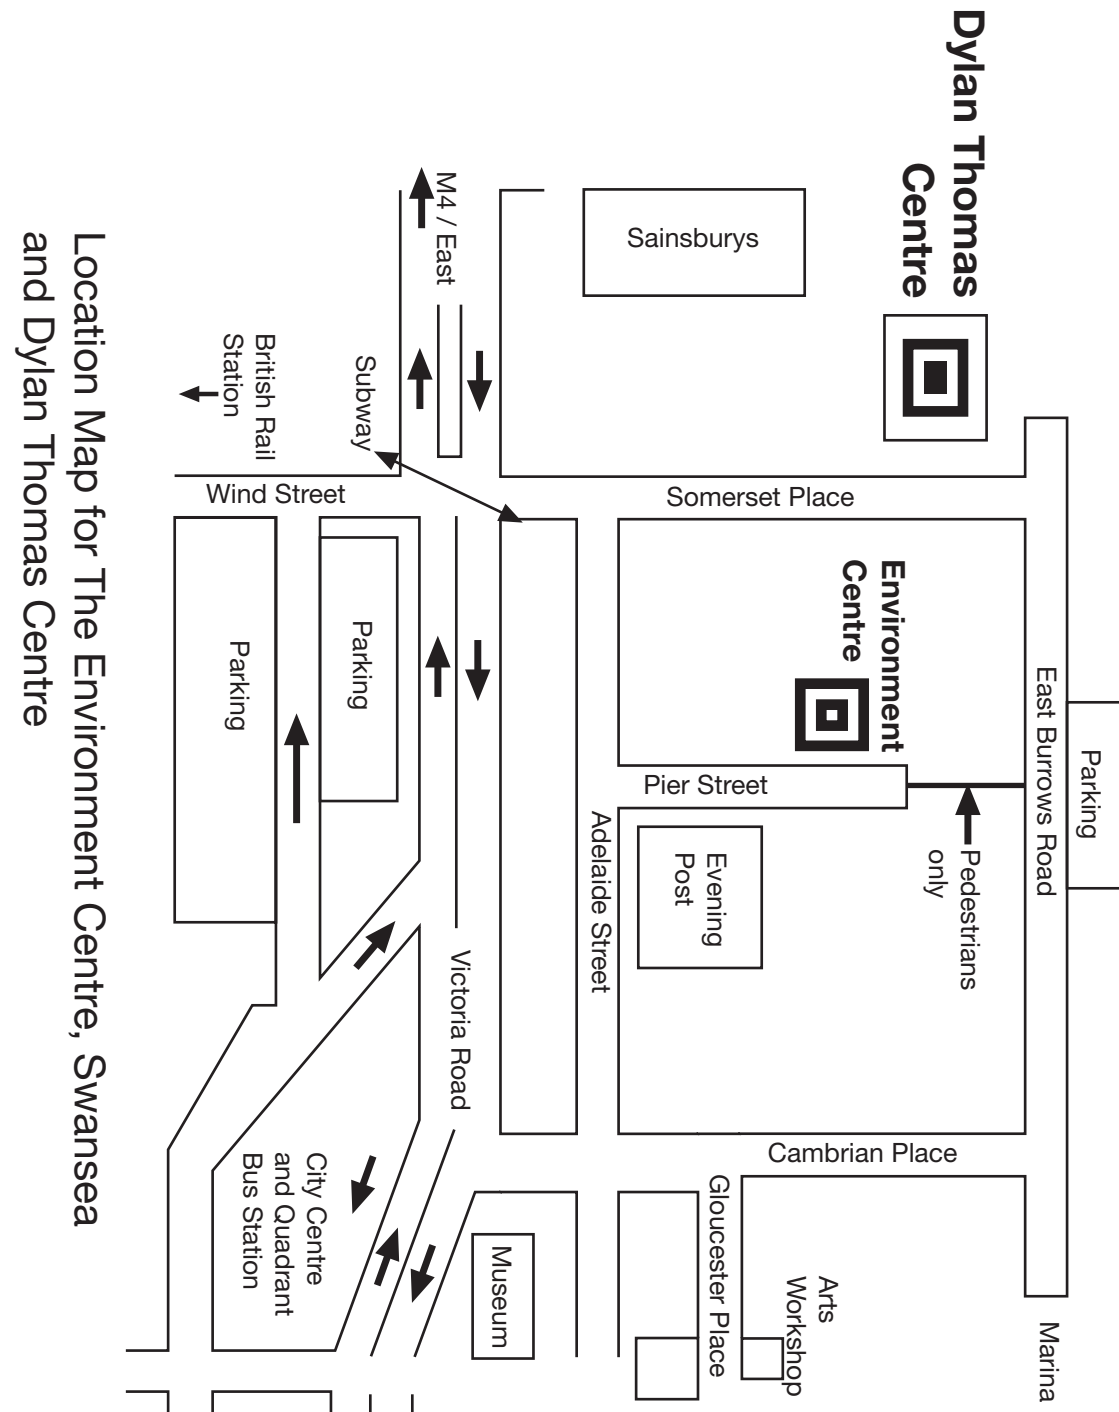 Dylan Thomas
Centre
Sainsburys
M4 / East
British Rail
Station
Subway
Wind Street
Somerset Place
Environment
Centre
Parking
Parking
Pier Street
East Burrows Road
Parking
Pedestrians
only
Adelaide Street
Evening
Post
Victoria Road
Cambrian Place
City Centre
and Quadrant
Bus Station
Museum
Gloucester Place
Arts
Workshop
Marina
Location Map for The Environment Centre, Swansea
and Dylan Thomas Centre